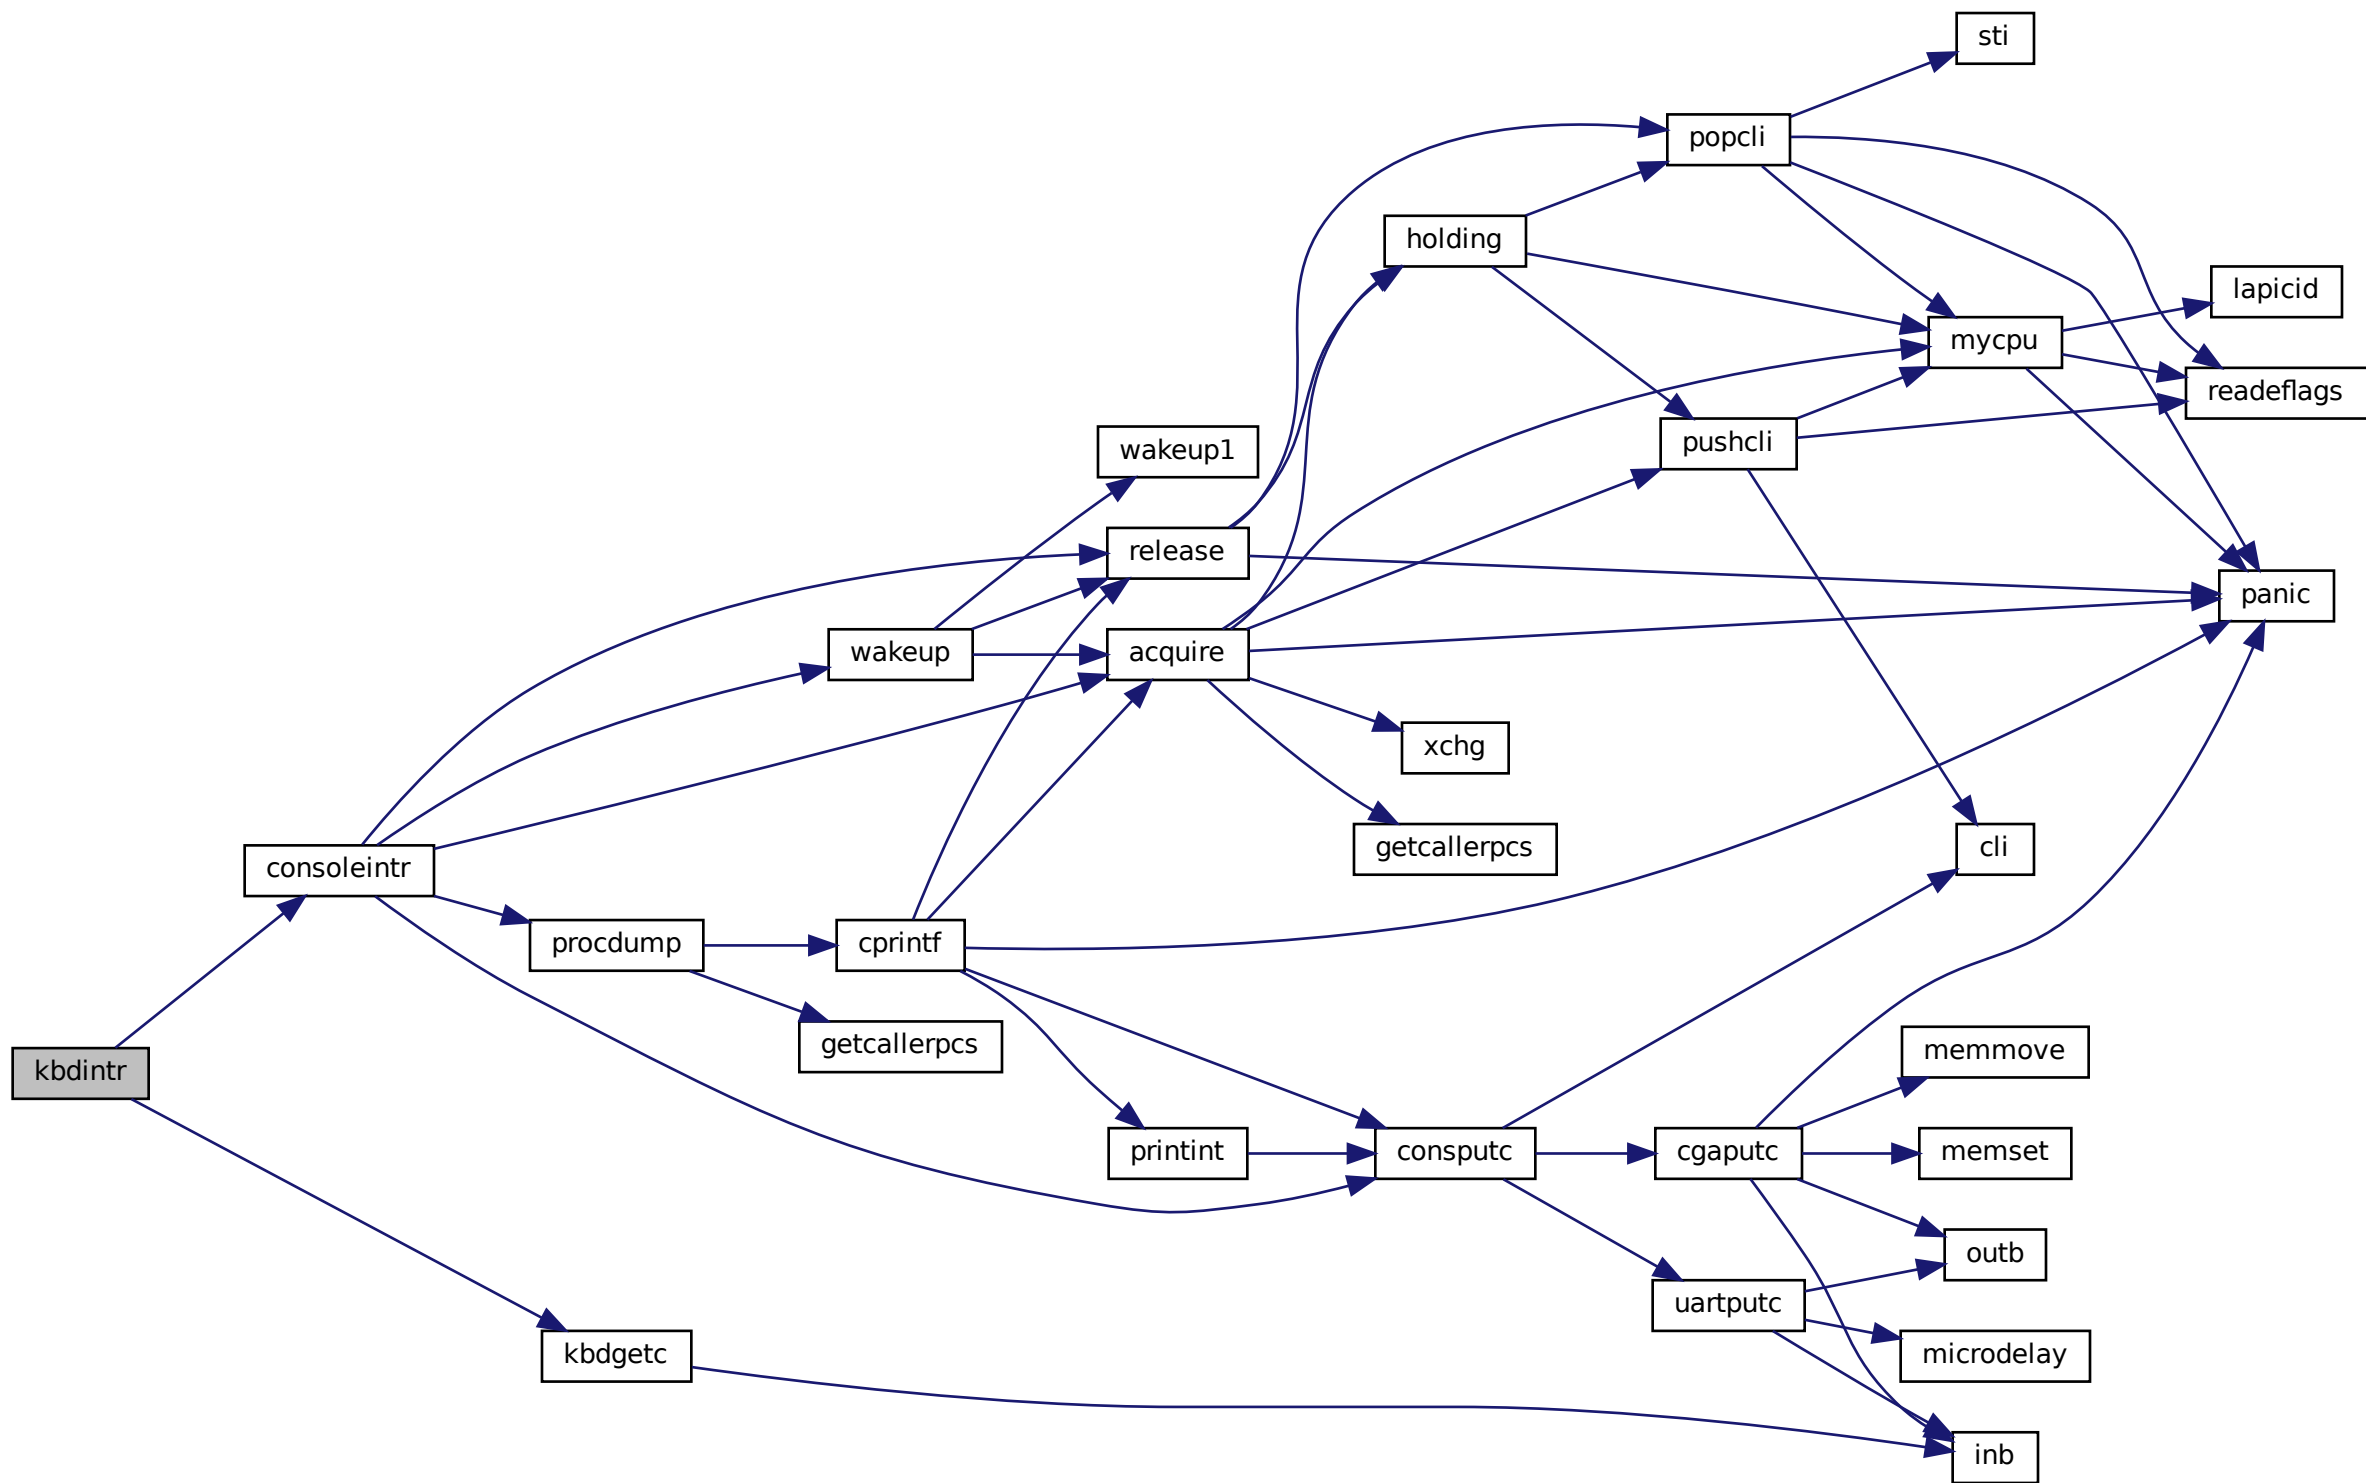 sti
popcli
holding
lapicid
mycpu
readeflags
wakeup1
pushcli
release
panic
wakeup
acquire
xchg
getcallerpcs
cli
consoleintr
procdump
cprintf
getcallerpcs
memmove
kbdintr
printint
consputc
cgaputc
memset
outb
uartputc
kbdgetc
microdelay
inb